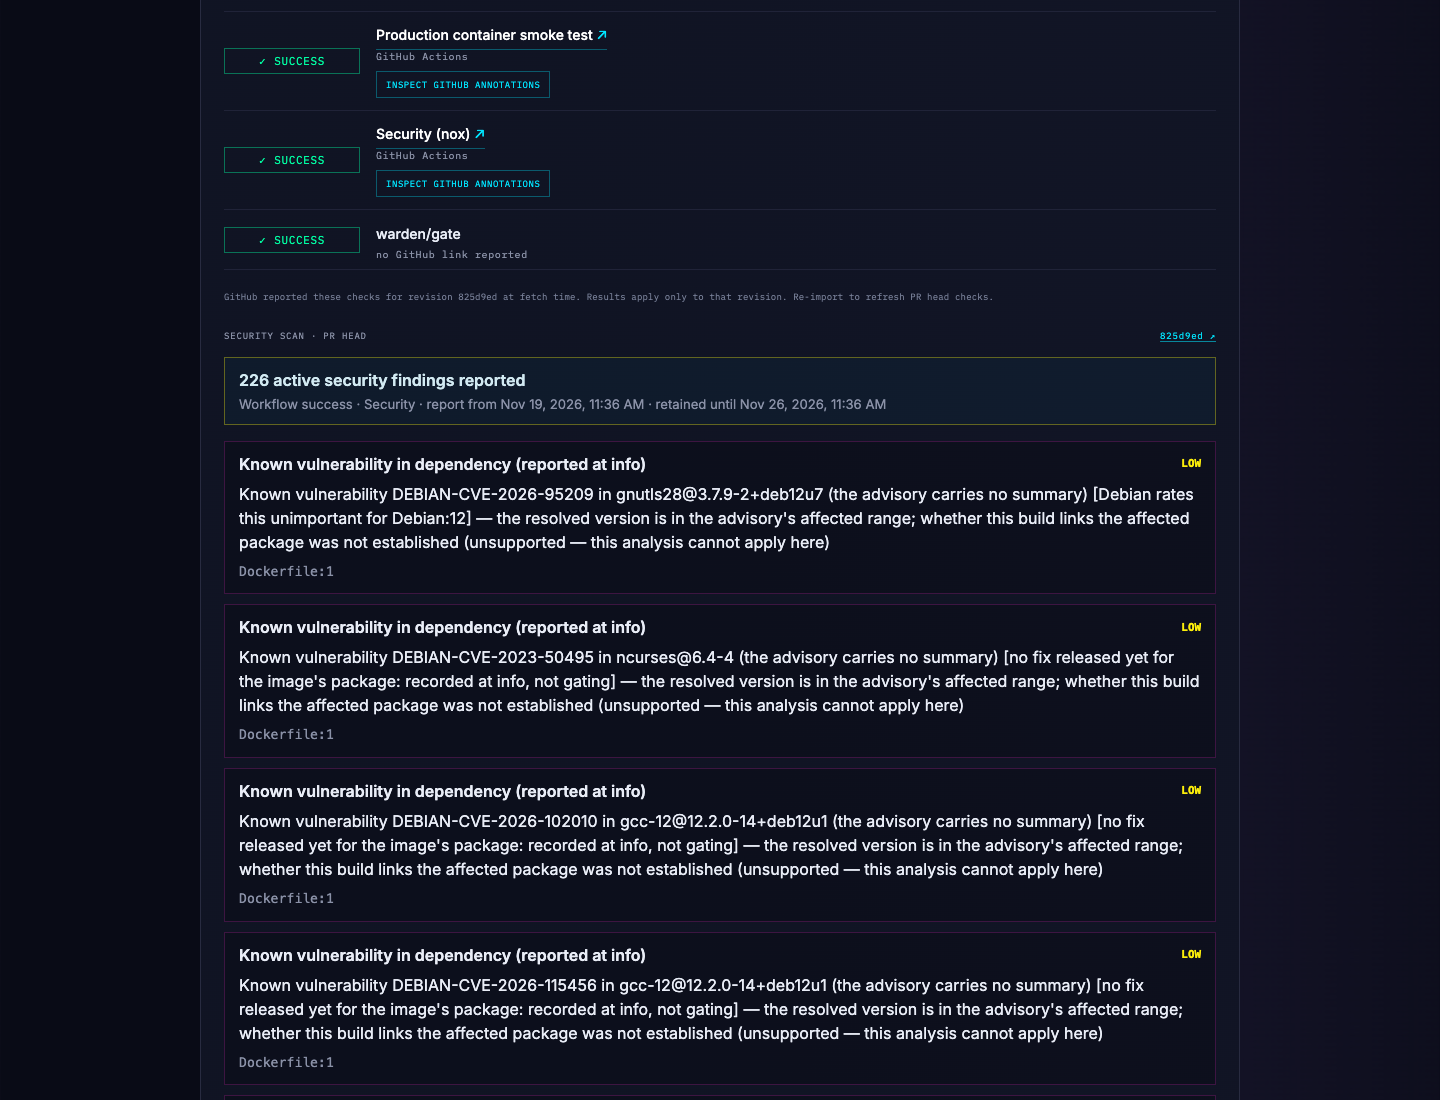 Production container smoke test ↗
✓ SUCCESS
GitHub Actions
INSPECT GITHUB ANNOTATIONS
Security (nox) ↗
✓ SUCCESS
GitHub Actions
INSPECT GITHUB ANNOTATIONS
warden/gate
✓ SUCCESS
no GitHub link reported
GitHub reported these checks for revision 825d9ed at fetch time. Results apply only to that revision. Re-import to refresh PR head checks.
SECURITY SCAN · PR HEAD
825d9ed ↗
226 active security findings reported
Workflow success · Security · report from Nov 19, 2026, 11:36 AM · retained until Nov 26, 2026, 11:36 AM
Known vulnerability in dependency (reported at info)
LOW
Known vulnerability DEBIAN-CVE-2026-95209 in gnutls28@3.7.9-2+deb12u7 (the advisory carries no summary) [Debian rates
this unimportant for Debian:12] — the resolved version is in the advisory's affected range; whether this build links the affected
package was not established (unsupported — this analysis cannot apply here)
Dockerfile:1
Known vulnerability in dependency (reported at info)
LOW
Known vulnerability DEBIAN-CVE-2023-50495 in ncurses@6.4-4 (the advisory carries no summary) [no fix released yet for
the image's package: recorded at info, not gating] — the resolved version is in the advisory's affected range; whether this build
links the affected package was not established (unsupported — this analysis cannot apply here)
Dockerfile:1
Known vulnerability in dependency (reported at info)
LOW
Known vulnerability DEBIAN-CVE-2026-102010 in gcc-12@12.2.0-14+deb12u1 (the advisory carries no summary) [no fix
released yet for the image's package: recorded at info, not gating] — the resolved version is in the advisory's affected range;
whether this build links the affected package was not established (unsupported — this analysis cannot apply here)
Dockerfile:1
Known vulnerability in dependency (reported at info)
LOW
Known vulnerability DEBIAN-CVE-2026-115456 in gcc-12@12.2.0-14+deb12u1 (the advisory carries no summary) [no fix
released yet for the image's package: recorded at info, not gating] — the resolved version is in the advisory's affected range;
whether this build links the affected package was not established (unsupported — this analysis cannot apply here)
Dockerfile:1